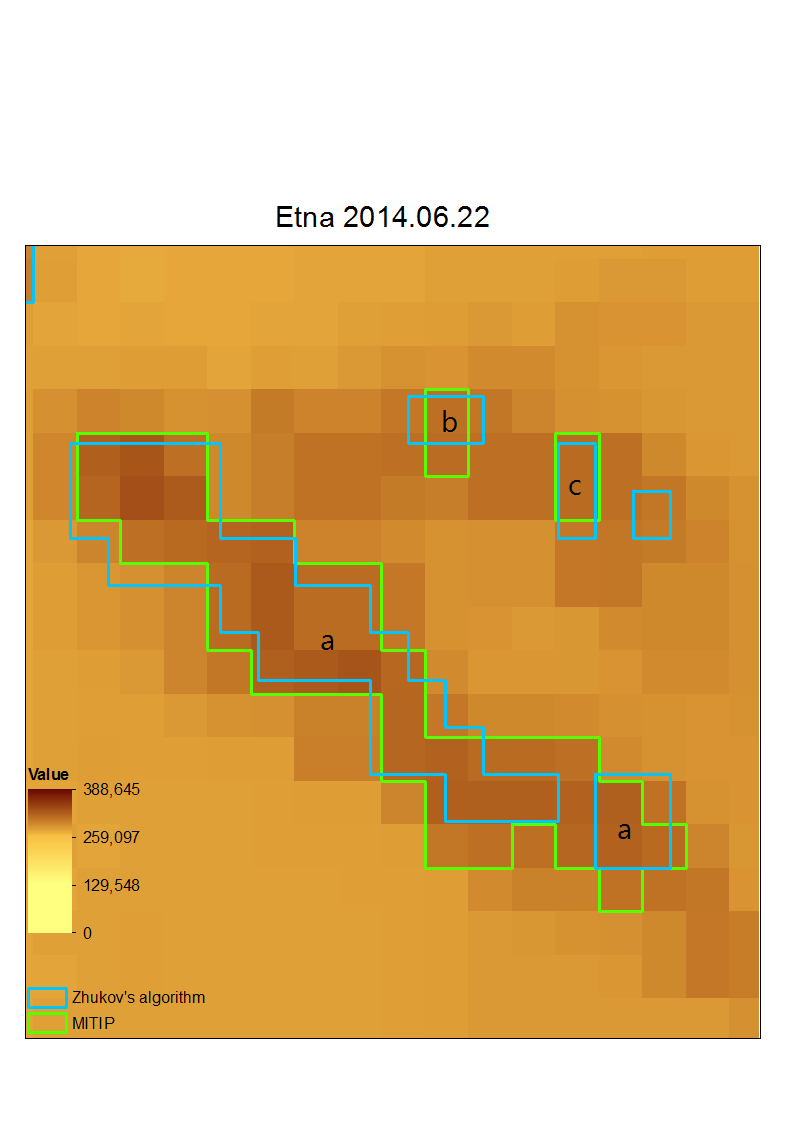 Etna 2014.06.22
b
c
a
a
Value
388,645
259,097
129,548
0
Zhukov's algorithm
MITIP